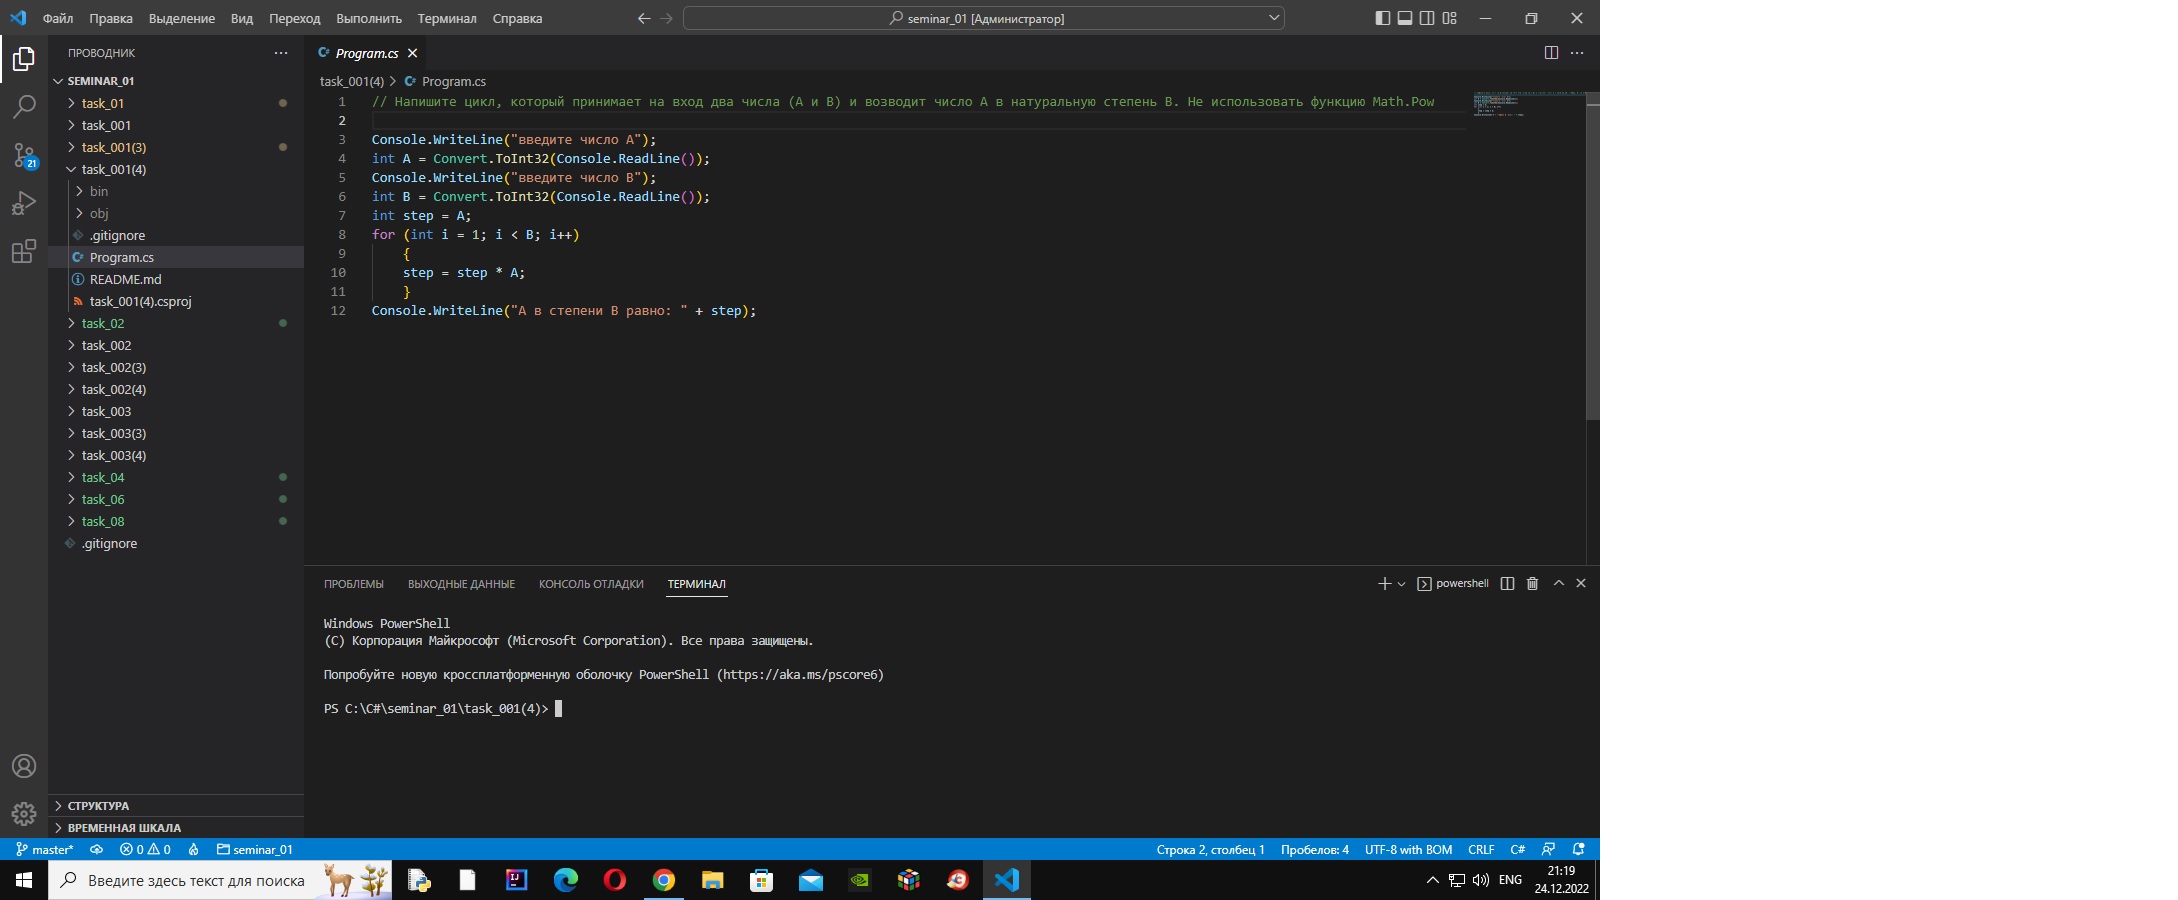 Файл Правка Выделение Вид Переход Выполнить Терминал Справка
seminar_01 [Администратор]
ПРОВОДНИК
SEMINAR_01
task_01
task_001
task_001(3)
task_001(4)
bin
obj
.gitignore
Program.cs
README.md
task_001(4).csproj
task_02
task_002
task_002(3)
task_002(4)
task_003
task_003(3)
task_003(4)
task_04
task_06
task_08
.gitignore
СТРУКТУРА
ВРЕМЕННАЯ ШКАЛА
21
Program.cs
task_001(4) > Program.cs
1 // Напишите цикл, который принимает на вход два числа (A и B) и возводит число A в натуральную степень B. Не использовать функцию Math.Pow
2
3 Console.WriteLine("введите число A");
4 int A = Convert.ToInt32(Console.ReadLine());
5 Console.WriteLine("введите число B");
6 int B = Convert.ToInt32(Console.ReadLine());
7 int step = A;
8 for (int i = 1; i < B; i++)
9 {
10 step = step * A;
11 }
12 Console.WriteLine("A в степени B равно: " + step);
ПРОБЛЕМЫ ВЫХОДНЫЕ ДАННЫЕ КОНСОЛЬ ОТЛАДКИ ТЕРМИНАЛ
powershell
Windows PowerShell
(C) Корпорация Майкрософт (Microsoft Corporation). Все права защищены.
Попробуйте новую кроссплатформенную оболочку PowerShell (https://aka.ms/pscore6)
PS C:\C#\seminar_01\task_001(4)>
master* 0 0 seminar_01
Строка 2, столбец 1 Пробелов: 4 UTF-8 with BOM CRLF C#
Введите здесь текст для поиска
ENG
21:19
24.12.2022